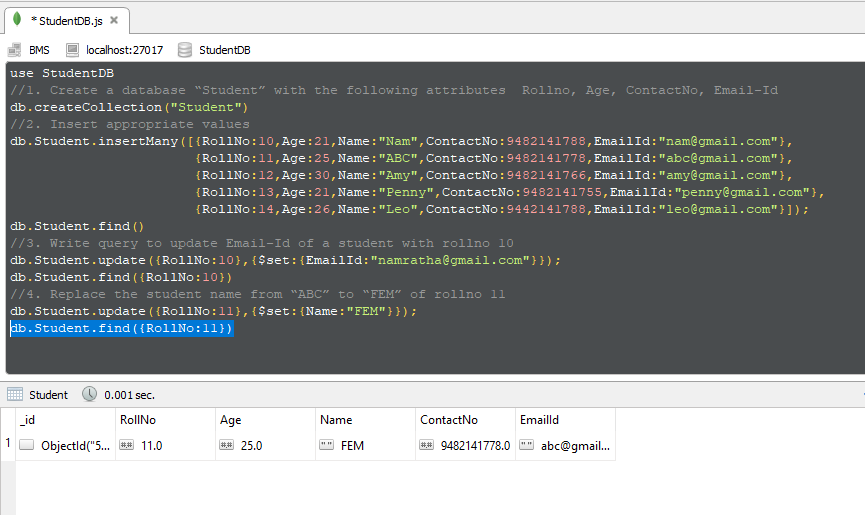 * StudentDB.js
BMS localhost:27017 StudentDB
use StudentDB
//1. Create a database “Student” with the following attributes  Rollno, Age, ContactNo, Email-Id
db.createCollection("Student")
//2. Insert appropriate values
db.Student.insertMany([{RollNo:10,Age:21,Name:"Nam",ContactNo:9482141788,EmailId:"nam@gmail.com"},
{RollNo:11,Age:25,Name:"ABC",ContactNo:9482141778,EmailId:"abc@gmail.com"},
{RollNo:12,Age:30,Name:"Amy",ContactNo:9482141766,EmailId:"amy@gmail.com"},
{RollNo:13,Age:21,Name:"Penny",ContactNo:9482141755,EmailId:"penny@gmail.com"},
{RollNo:14,Age:26,Name:"Leo",ContactNo:9442141788,EmailId:"leo@gmail.com"}]);
db.Student.find()
//3. Write query to update Email-Id of a student with rollno 10
db.Student.update({RollNo:10},{$set:{EmailId:"namratha@gmail.com"}});
db.Student.find({RollNo:10})
//4. Replace the student name from “ABC” to “FEM” of rollno 11
db.Student.update({RollNo:11},{$set:{Name:"FEM"}});
db.Student.find({RollNo:11})
Student 0.001 sec.
_id RollNo Age Name ContactNo EmailId
1 ObjectId("5... 11.0 25.0 FEM 9482141778.0 abc@gmail...